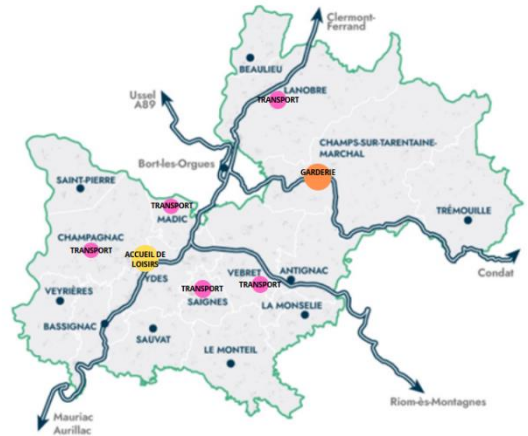 Clermont-
Ferrand
BEAULIEU
LANOBRE
TRANSPORT
Ussel
A89
CHAMPS-SUR-TARENTAINE-
MARCHAL
Bort-les-Orgues
GARDERIE
SAINT-PIERRE
TRANSPORT
MADIC
TRÉMOUILLE
CHAMPAGNAC
TRANSPORT
ACCUEIL DE
LOISIRS
YDES
Condat
VEBRET
ANTIGNAC
TRANSPORT
TRANSPORT
SAIGNES
VEYRIÈRES
LA MONSELIE
BASSIGNAC
SAUVAT
LE MONTEIL
Riom-ès-Montagnes
Mauriac
Aurillac